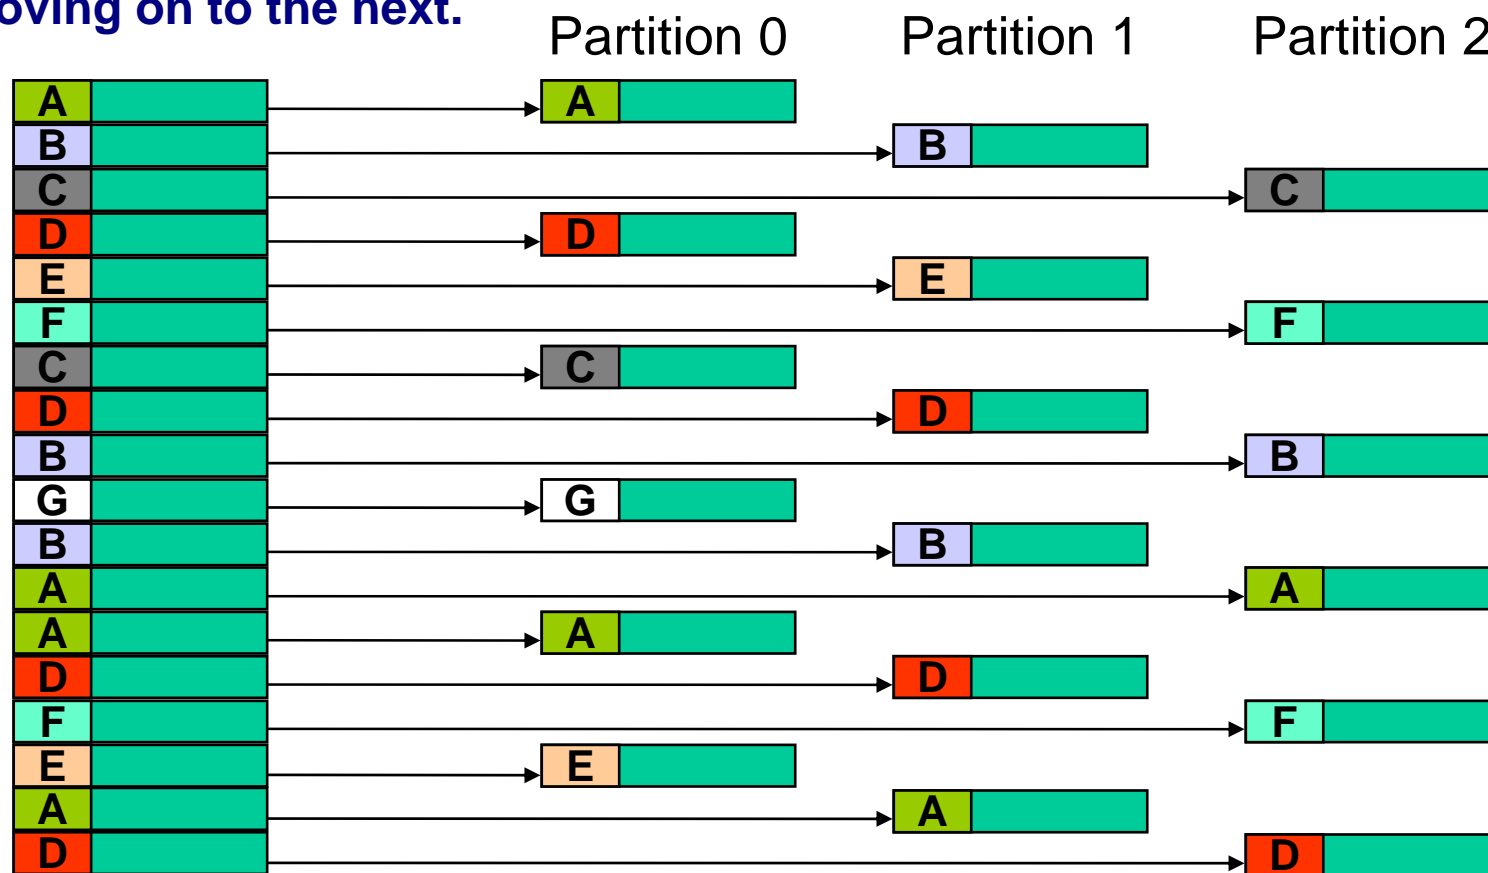 oving on to the next.
Partition 0 Partition 1 Partition 2
A A
B B
C C
D D
E E
F F
C C
D D
B B
G G
B B
A A
A A
D D
F F
E E
A A
D D